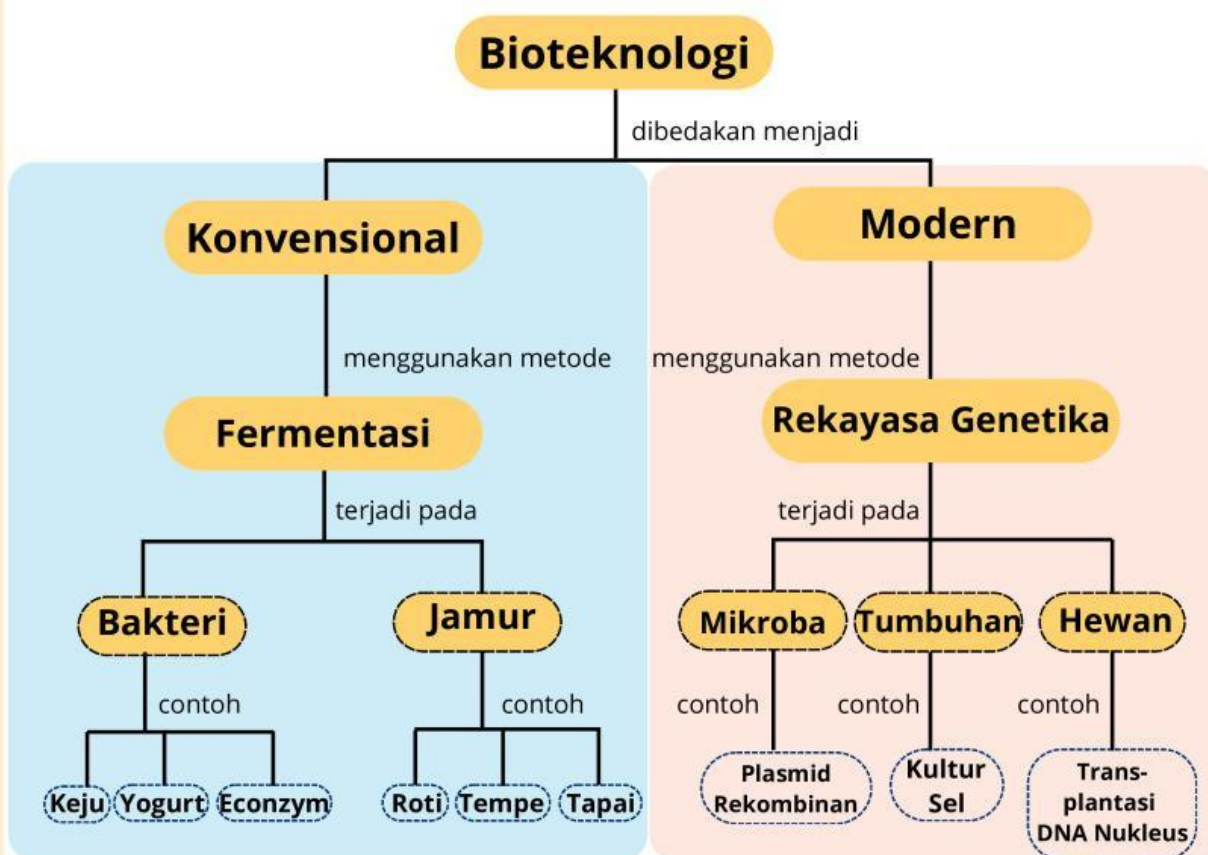 Bioteknologi
dibedakan menjadi
Konvensional
Modern
menggunakan metode
menggunakan metode
Fermentasi
Rekayasa Genetika
terjadi pada
terjadi pada
Bakteri
Jamur
Mikroba
Tumbuhan
Hewan
contoh
contoh
contoh
contoh
contoh
Keju
Yogurt
Econzym
Roti
Tempe
Tapai
Plasmid
Rekombinan
Kultur
Sel
Trans-
plantasi
DNA Nukleus